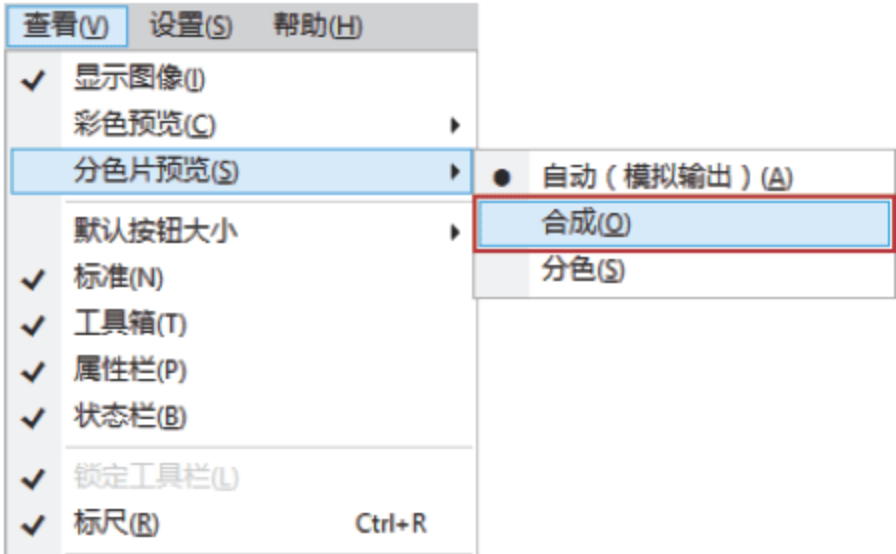 查看(V) 设置(S) 帮助(H)
显示图像(I)
彩色预览(C)
分色片预览(S)
自动（模拟输出）(A)
合成(O)
分色(S)
默认按钮大小
标准(N)
工具箱(T)
属性栏(P)
状态栏(B)
锁定工具栏(L)
标尺(R) Ctrl+R